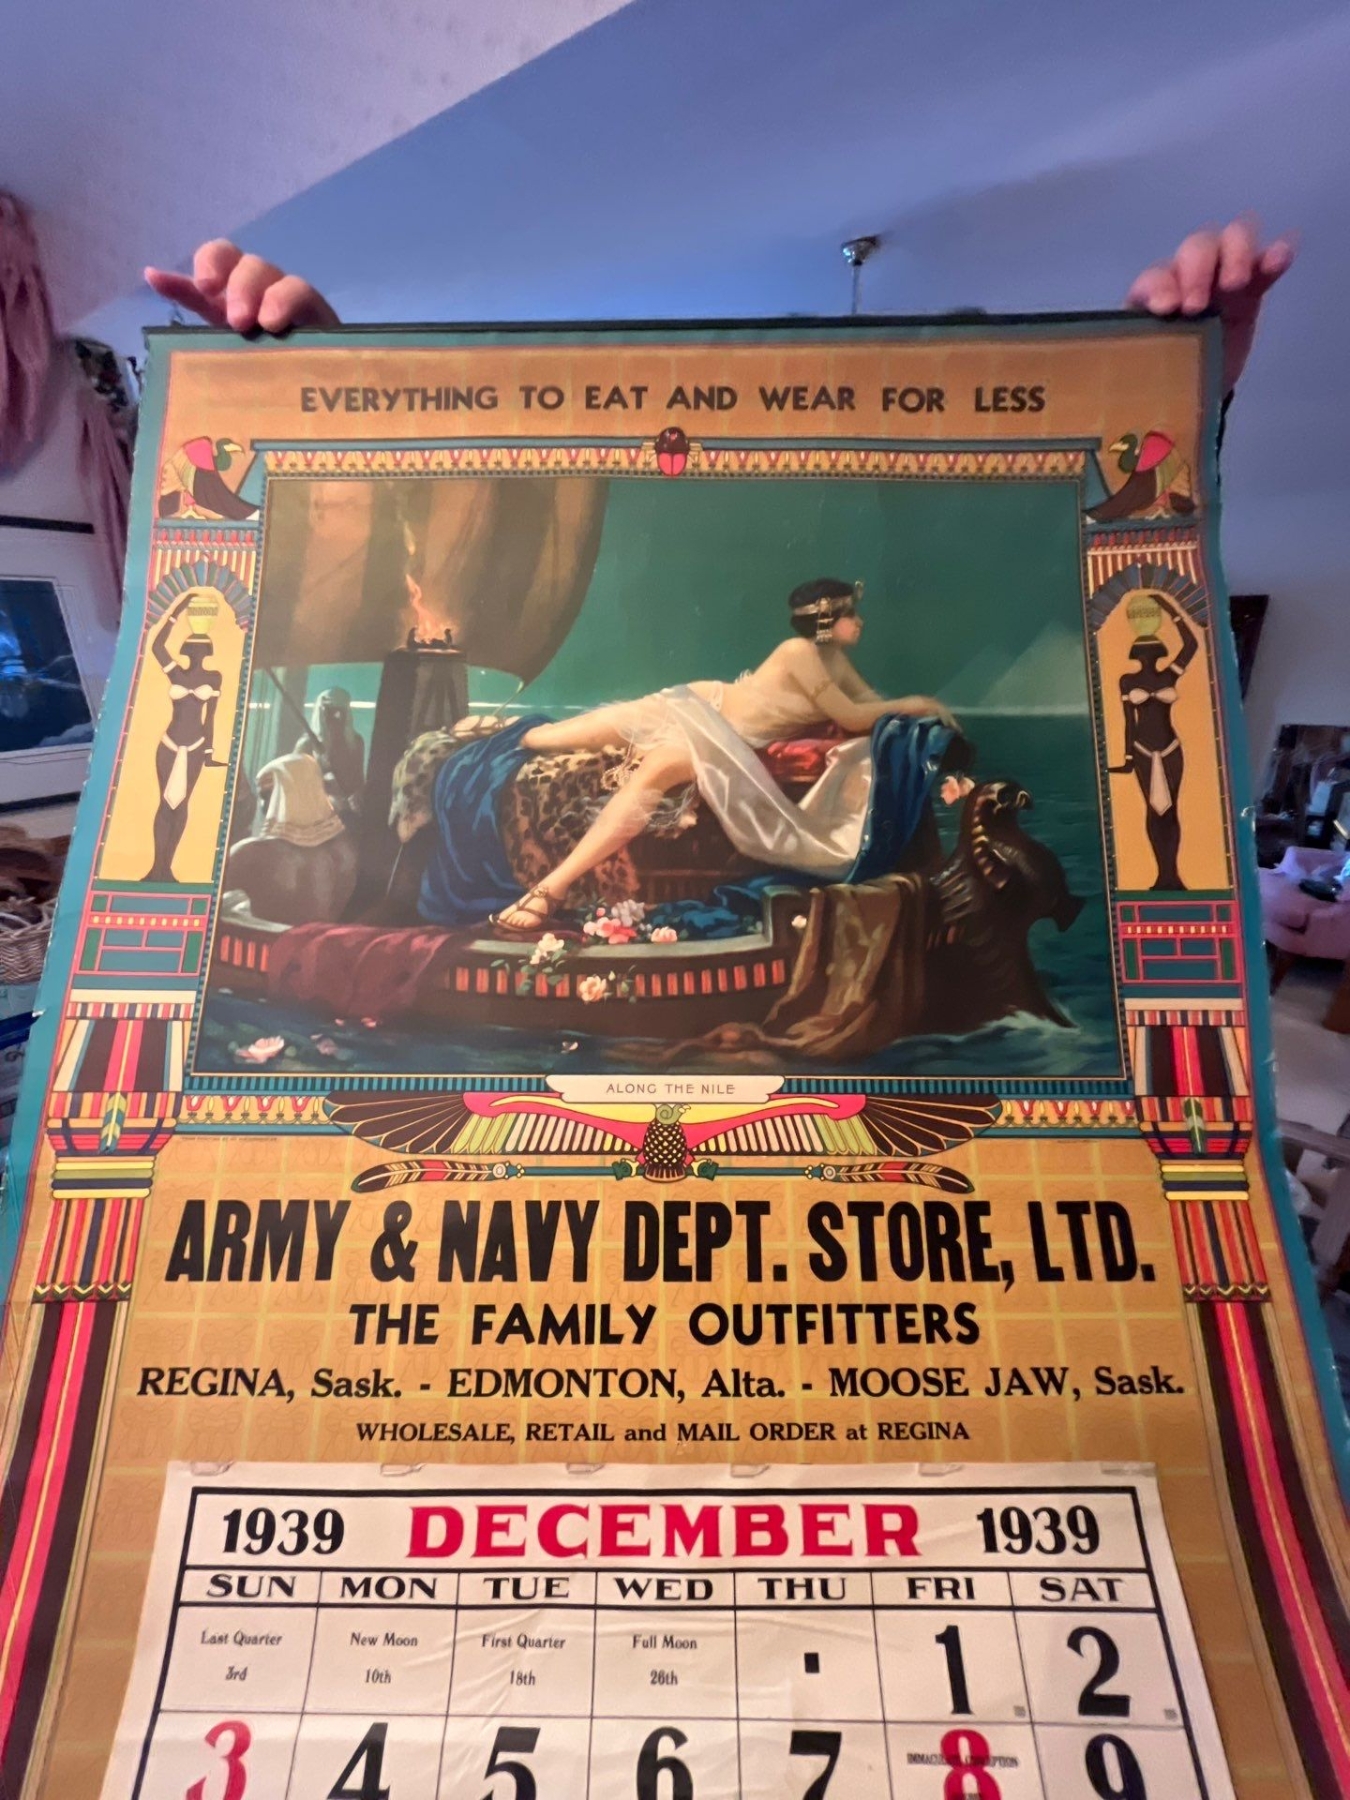 EVERYTHING TO EAT AND WEAR FOR LESS
ALONG THE NILE
ARMY & NAVY DEPT. STORE, LTD.
THE FAMILY OUTFITTERS
REGINA, Sask. - EDMONTON, Alta. - MOOSE JAW, Sask.
WHOLESALE, RETAIL and MAIL ORDER at REGINA
1939 DECEMBER 1939
SUN MON TUE WED THU FRI SAT
Last Quarter New Moon First Quarter Full Moon
3rd 10th 18th 26th 1 2
3 4 5 6 7 8 9
IMMACULATE CONCEPTION